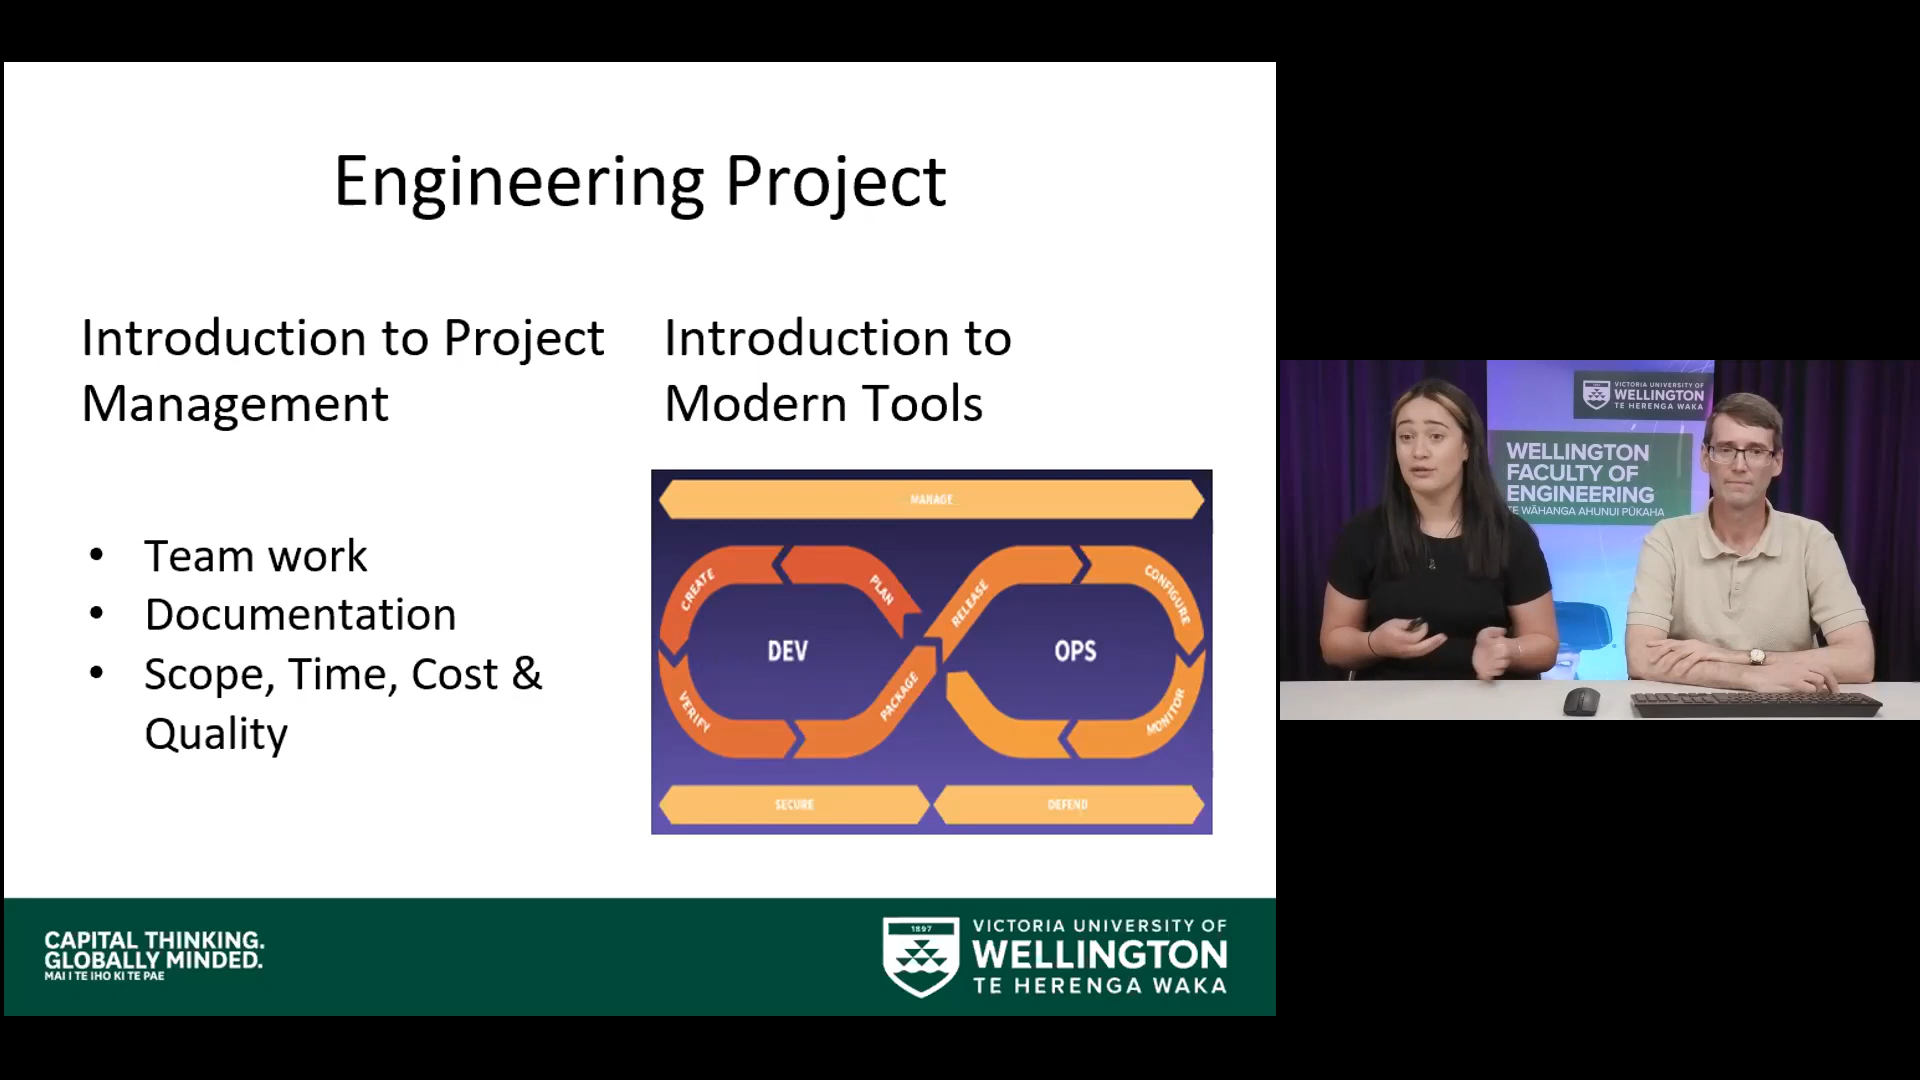 Engineering Project
Introduction to Project
Management
• Team work
• Documentation
• Scope, Time, Cost &
Quality
Introduction to
Modern Tools
MANAGE
CREATE
PLAN
RELEASE
CONFIGURE
DEV
OPS
VERIFY
PACKAGE
MONITOR
SECURE
DEFEND
CAPITAL THINKING.
GLOBALLY MINDED.
MAI I TE IHO KI TE PAE
1897
VICTORIA UNIVERSITY OF
WELLINGTON
TE HERENGA WAKA
VICTORIA UNIVERSITY OF
WELLINGTON
TE HERENGA WAKA
WELLINGTON
FACULTY OF
ENGINEERING
TE WĀHANGA AHUNUI PŪKAHA